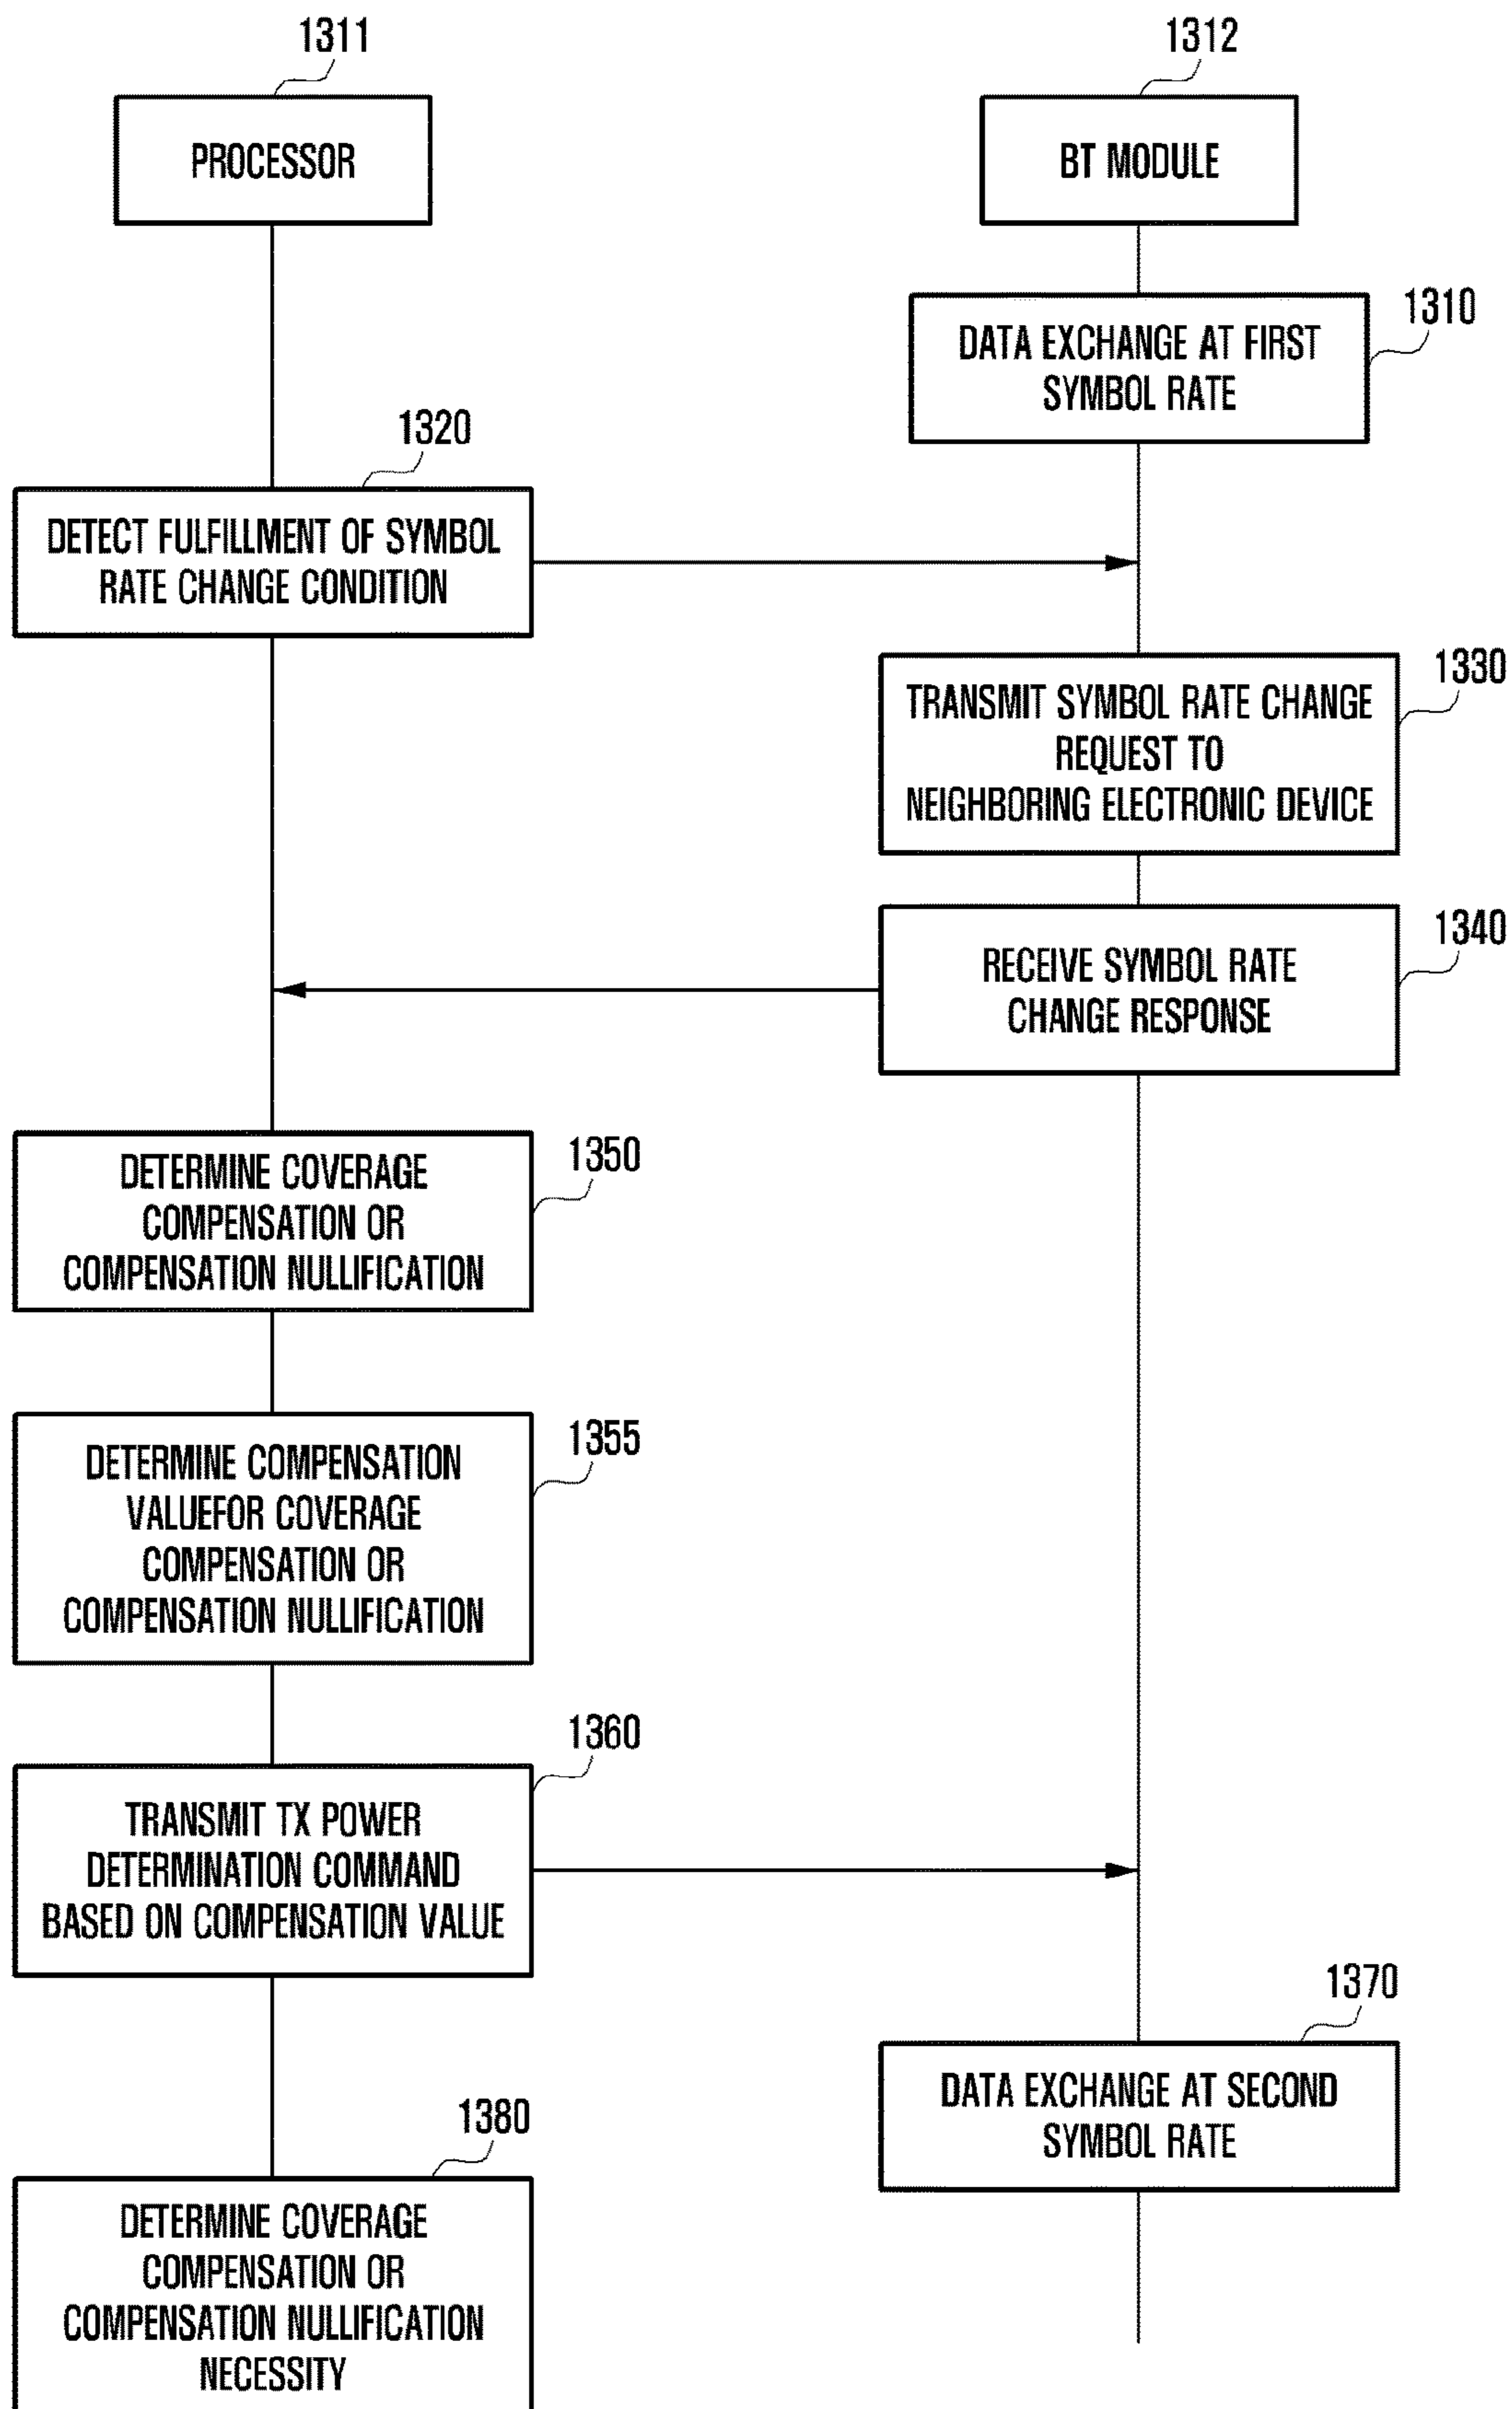 1311
1312
PROCESSOR
BT MODULE
1310
DATA EXCHANGE AT FIRST
SYMBOL RATE
1320
DETECT FULFILLMENT OF SYMBOL
RATE CHANGE CONDITION
1330
TRANSMIT SYMBOL RATE CHANGE
REQUEST TO
NEIGHBORING ELECTRONIC DEVICE
1340
RECEIVE SYMBOL RATE
CHANGE RESPONSE
1350
DETERMINE COVERAGE
COMPENSATION OR
COMPENSATION NULLIFICATION
1355
DETERMINE COMPENSATION
VALUEFOR COVERAGE
COMPENSATION OR
COMPENSATION NULLIFICATION
1360
TRANSMIT TX POWER
DETERMINATION COMMAND
BASED ON COMPENSATION VALUE
1370
DATA EXCHANGE AT SECOND
SYMBOL RATE
1380
DETERMINE COVERAGE
COMPENSATION OR
COMPENSATION NULLIFICATION
NECESSITY